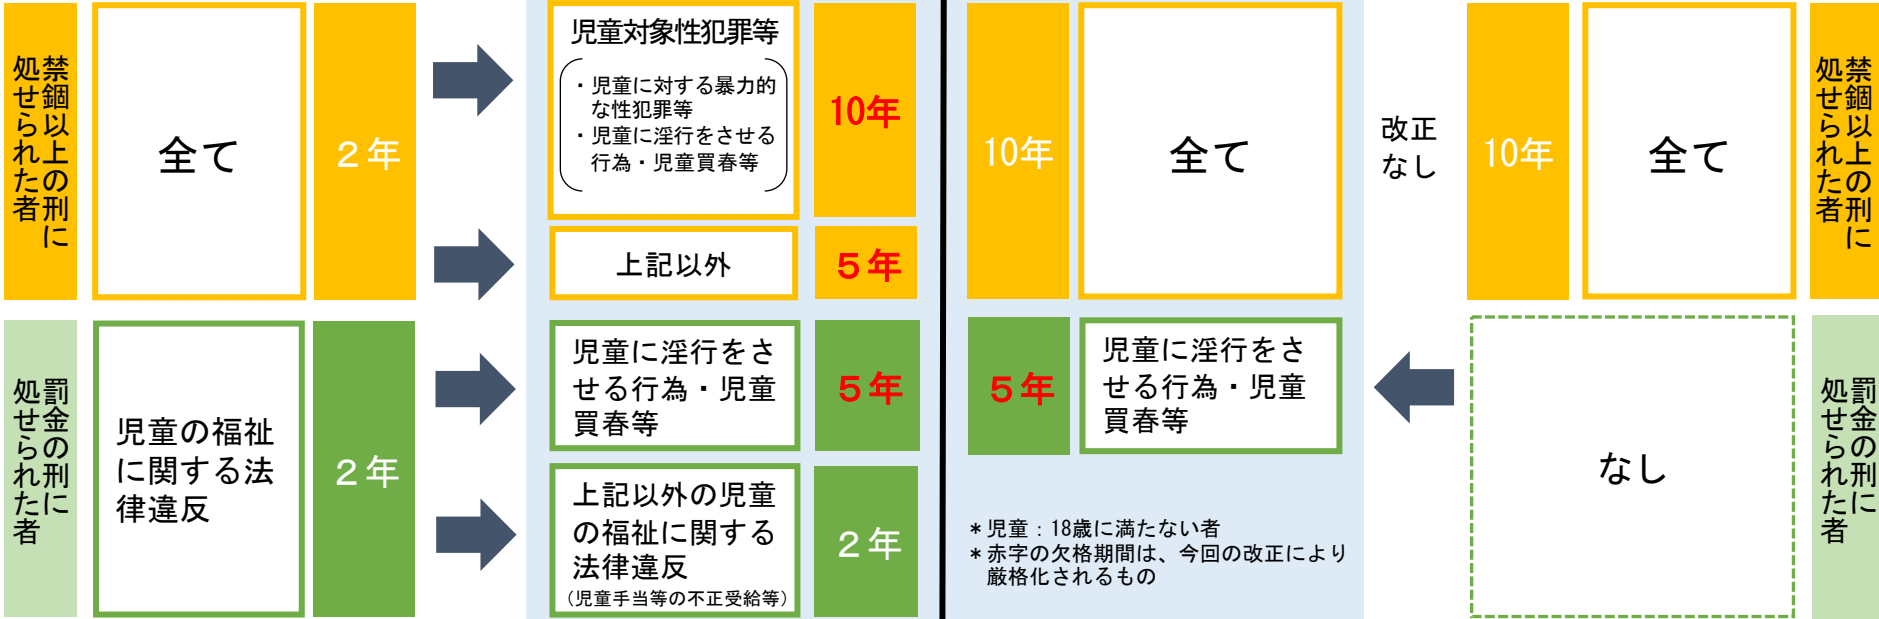 禁錮以上の刑に
処せられた者
全て
２年
児童対象性犯罪等
・児童に対する暴力的
な性犯罪等
・児童に淫行をさせる
行為・児童買春等
10年
上記以外
５年
10年
全て
改正
なし
10年
全て
禁錮以上の刑に
処せられた者
罰金の刑に
処せられた者
児童の福祉
に関する法
律違反
２年
児童に淫行をさ
せる行為・児童
買春等
５年
上記以外の児童
の福祉に関する
法律違反
(児童手当等の不正受給等)
２年
５年
児童に淫行をさ
せる行為・児童
買春等
＊児童：18歳に満たない者
＊赤字の欠格期間は、今回の改正により
厳格化されるもの
なし
罰金の刑に
処せられた者